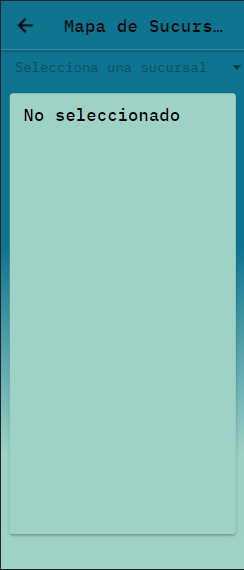 Mapa de Sucurs…
Selecciona una sucursal
No seleccionado